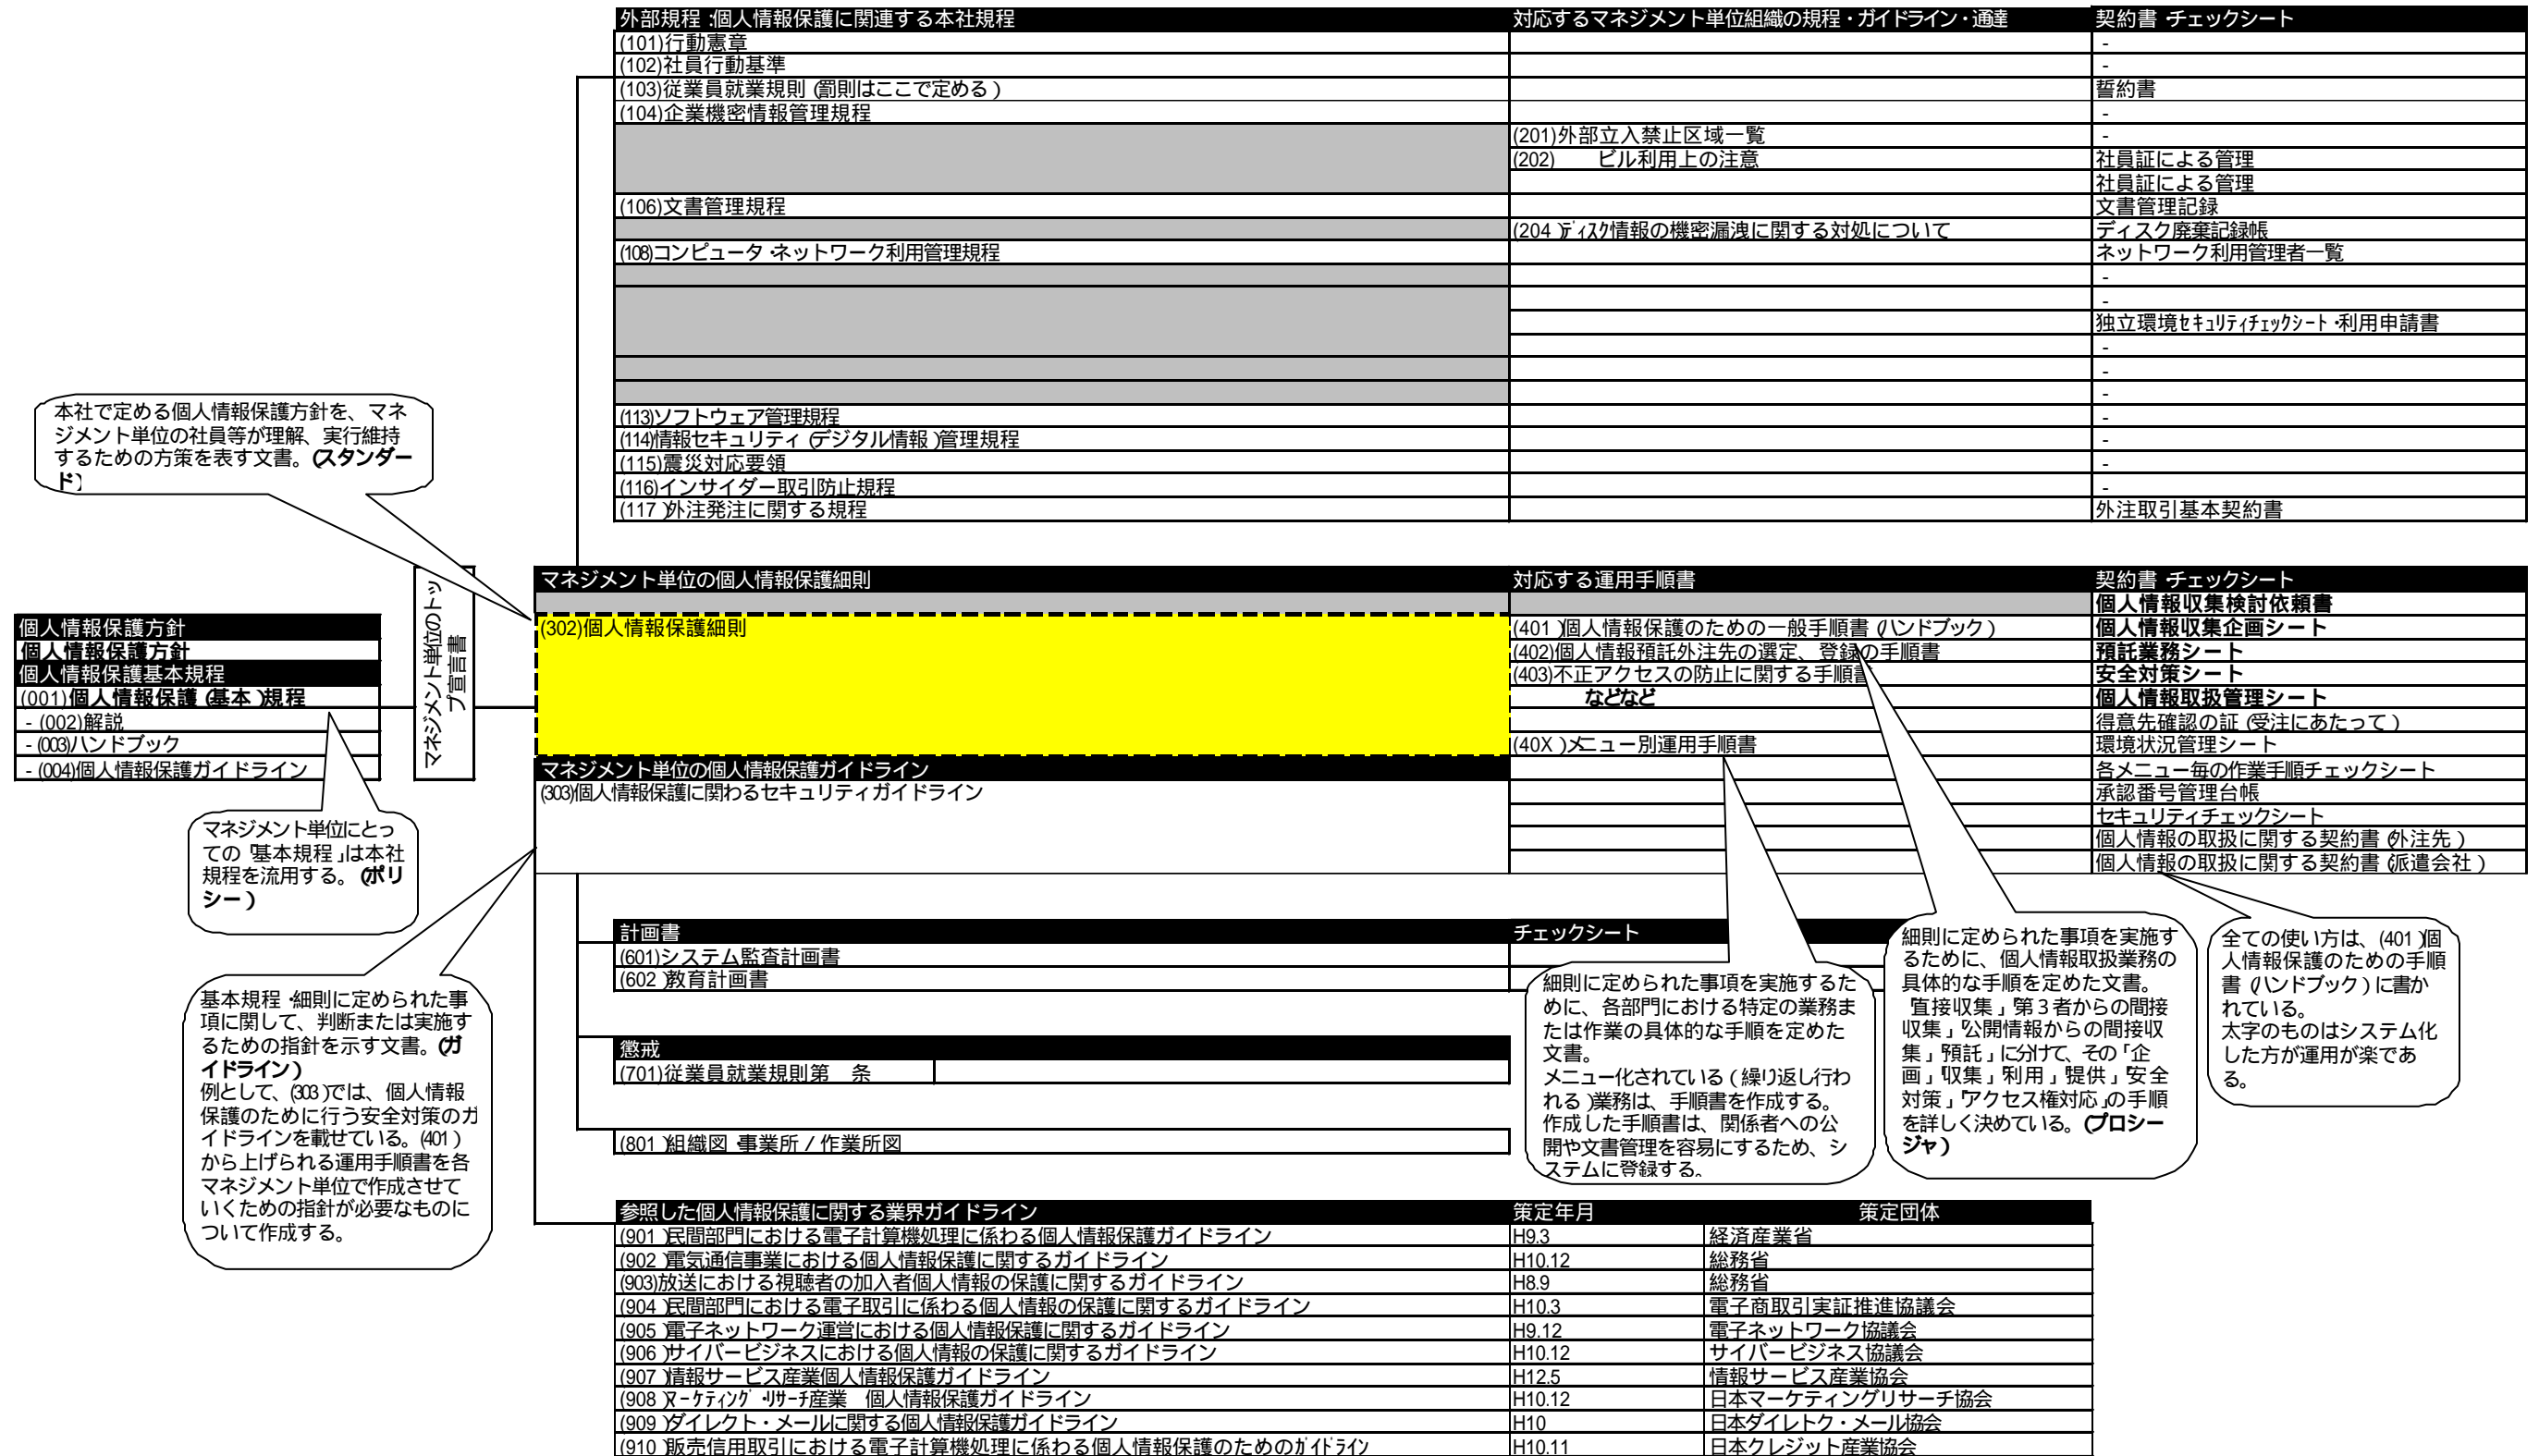 外部規程:個人情報保護に関連する本社規程 対応するマネジメント単位組織の規程・ガイドライン・通達 契約書・チェックシート
(101)行動憲章 -
(102)社員行動基準 -
(103)従業員就業規則(罰則はここで定める) 誓約書
(104)企業機密情報管理規程 -
(201)外部立入禁止区域一覧 -
(202) ビル利用上の注意 社員証による管理
社員証による管理
(106)文書管理規程 文書管理記録
(204)ディスク情報の機密漏洩に関する対処について ディスク廃棄記録帳
(108)コンピュータ・ネットワーク利用管理規程 ネットワーク利用管理者一覧
-
-
独立環境セキュリティチェックシート・利用申請書
-
-
-
(113)ソフトウェア管理規程 -
(114)情報セキュリティ(デジタル情報)管理規程 -
(115)震災対応要領 -
(116)インサイダー取引防止規程 -
(117)外注発注に関する規程 外注取引基本契約書
本社で定める個人情報保護方針を、マネ
ジメント単位の社員等が理解、実行維持
するための方策を表す文書。(スタンダー
ド)
個人情報保護方針
個人情報保護方針
個人情報保護基本規程
(001)個人情報保護(基本)規程
- (002)解説
- (003)ハンドブック
- (004)個人情報保護ガイドライン
マネジメント単位のトッ
プ宣言書
マネジメント単位の個人情報保護細則 対応する運用手順書 契約書・チェックシート
個人情報収集検討依頼書
(302)個人情報保護細則 (401)個人情報保護のための一般手順書(ハンドブック) 個人情報収集企画シート
(402)個人情報預託外注先の選定、登録の手順書 預託業務シート
(403)不正アクセスの防止に関する手順書 安全対策シート
などなど 個人情報取扱管理シート
得意先確認の証(受注にあたって)
(40X)メニュー別運用手順書 環境状況管理シート
マネジメント単位の個人情報保護ガイドライン 各メニュー毎の作業手順チェックシート
(303)個人情報保護に関わるセキュリティガイドライン 承認番号管理台帳
セキュリティチェックシート
個人情報の取扱に関する契約書(外注先)
個人情報の取扱に関する契約書(派遣会社)
マネジメント単位にとっ
ての「基本規程」は本社
規程を流用する。(ポリ
シー)
基本規程・細則に定められた事
項に関して、判断または実施す
るための指針を示す文書。(ガ
イドライン)
例として、(303)では、個人情報
保護のために行う安全対策のガ
イドラインを載せている。(401)
から上げられる運用手順書を各
マネジメント単位で作成させて
いくための指針が必要なものに
ついて作成する。
計画書 チェックシート
(601)システム監査計画書
(602)教育計画書
懲戒
(701)従業員就業規則第 条
(801)組織図・事業所/作業所図
細則に定められた事項を実施するた
めに、各部門における特定の業務ま
たは作業の具体的な手順を定めた
文書。
メニュー化されている(繰り返し行わ
れる)業務は、手順書を作成する。
作成した手順書は、関係者への公
開や文書管理を容易にするため、シ
ステムに登録する。
細則に定められた事項を実施す
るために、個人情報取扱業務の
具体的な手順を定めた文書。
「直接収集」「第3者からの間接
収集」「公開情報からの間接収
集」「預託」に分けて、その「企
画」「収集」「利用」「提供」「安全
対策」「アクセス権対応」の手順
を詳しく決めている。(プロシー
ジャ)
全ての使い方は、(401)個
人情報保護のための手順
書(ハンドブック)に書か
れている。
太字のものはシステム化
した方が運用が楽であ
る。
参照した個人情報保護に関する業界ガイドライン 策定年月 策定団体
(901)民間部門における電子計算機処理に係わる個人情報保護ガイドライン H9.3 経済産業省
(902)電気通信事業における個人情報保護に関するガイドライン H10.12 総務省
(903)放送における視聴者の加入者個人情報の保護に関するガイドライン H8.9 総務省
(904)民間部門における電子取引に係わる個人情報の保護に関するガイドライン H10.3 電子商取引実証推進協議会
(905)電子ネットワーク運営における個人情報保護に関するガイドライン H9.12 電子ネットワーク協議会
(906)サイバービジネスにおける個人情報の保護に関するガイドライン H10.12 サイバービジネス協議会
(907)情報サービス産業個人情報保護ガイドライン H12.5 情報サービス産業協会
(908)マーケティング・リサーチ産業 個人情報保護ガイドライン H10.12 日本マーケティングリサーチ協会
(909)ダイレクト・メールに関する個人情報保護ガイドライン H10 日本ダイレトク・メール協会
(910)販売信用取引における電子計算機処理に係わる個人情報保護のためのガイドライン H10.11 日本クレジット産業協会